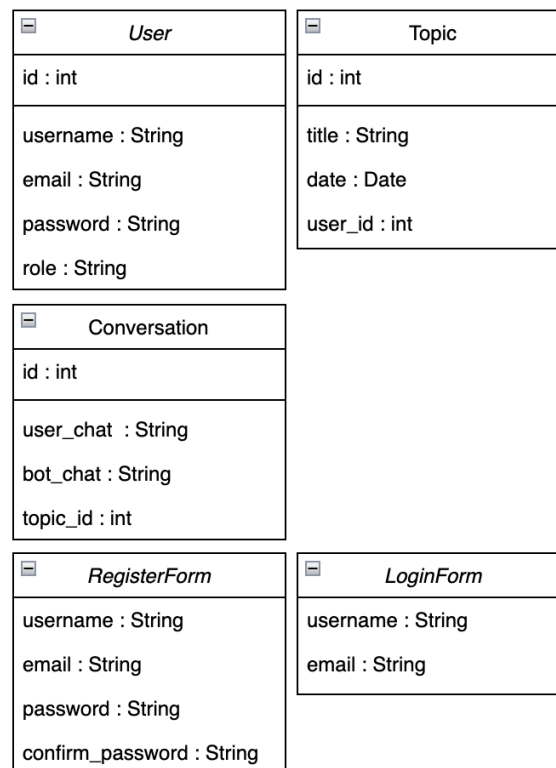 User
id : int
username : String
email : String
password : String
role : String
Topic
id : int
title : String
date : Date
user_id : int
Conversation
id : int
user_chat : String
bot_chat : String
topic_id : int
RegisterForm
username : String
email : String
password : String
confirm_password : String
LoginForm
username : String
email : String